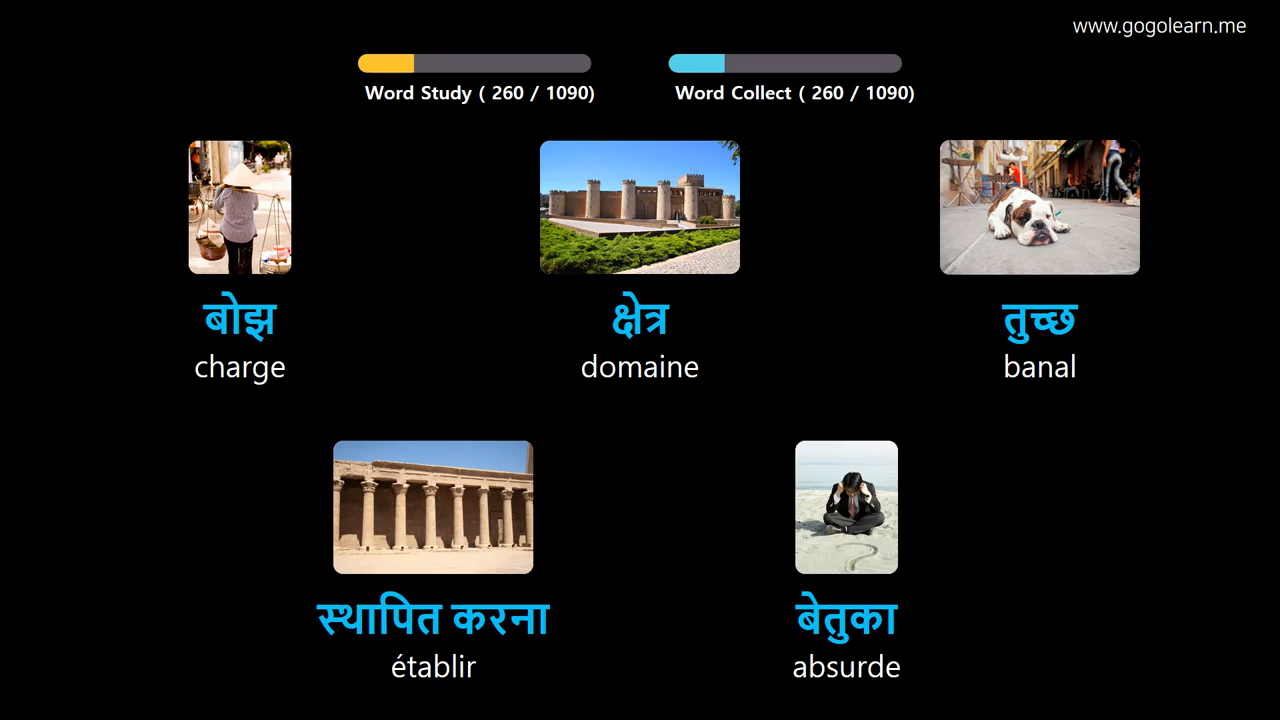 www.gogolearn.me
Word Study ( 260 / 1090)
Word Collect ( 260 / 1090)
बोझ
charge
क्षेत्र
domaine
तुच्छ
banal
स्थापित करना
établir
बेतुका
absurde